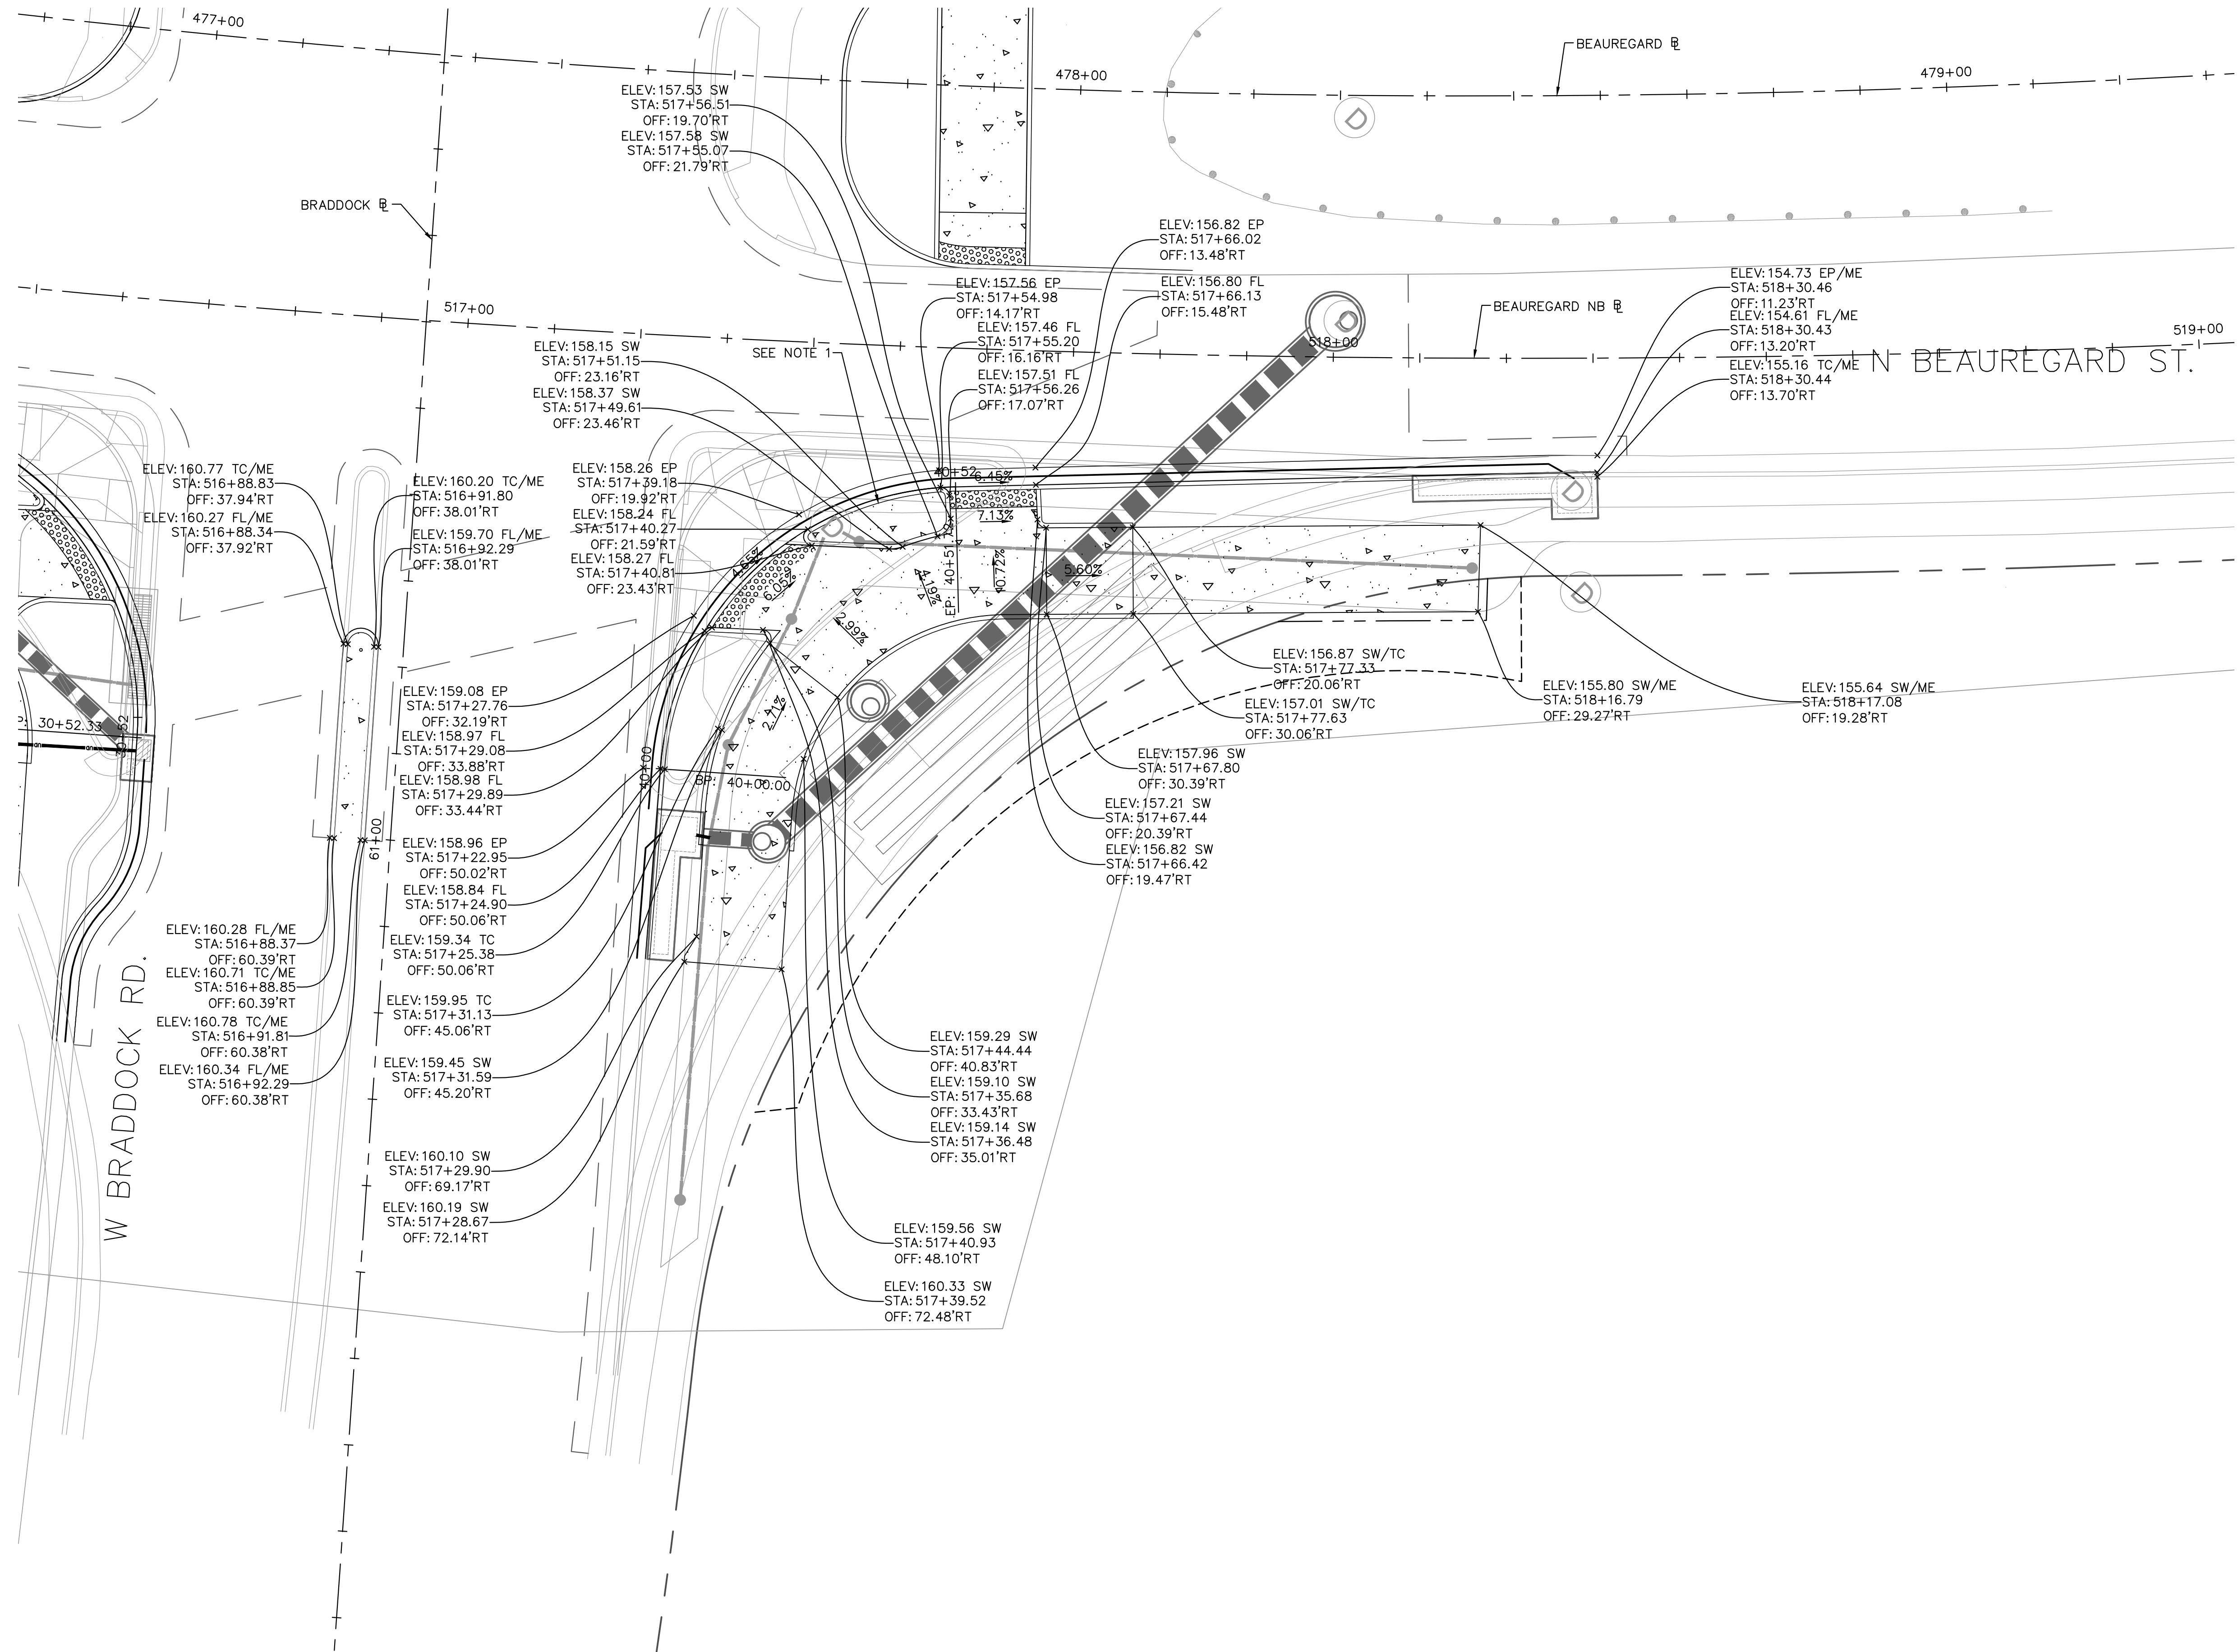 477+00
478+00
479+00
BEAUREGARD ⅊
BRADDOCK ⅊
ELEV:157.53 SW
STA:517+56.51
OFF:19.70'RT
ELEV:157.58 SW
STA:517+55.07
OFF:21.79'RT
D
517+00
518+00
519+00
BEAUREGARD NB ⅊
N BEAUREGARD ST.
D
ELEV:156.82 EP
STA:517+66.02
OFF:13.48'RT
ELEV:157.56 EP
STA:517+54.98
OFF:14.17'RT
ELEV:156.80 FL
STA:517+66.13
OFF:15.48'RT
ELEV:157.46 FL
STA:517+55.20
OFF:16.16'RT
ELEV:157.51 FL
STA:517+56.26
OFF:17.07'RT
ELEV:154.73 EP/ME
STA:518+30.46
OFF:11.23'RT
ELEV:154.61 FL/ME
STA:518+30.43
OFF:13.20'RT
ELEV:155.16 TC/ME
STA:518+30.44
OFF:13.70'RT
SEE NOTE 1
ELEV:158.15 SW
STA:517+51.15
OFF:23.16'RT
ELEV:158.37 SW
STA:517+49.61
OFF:23.46'RT
ELEV:158.26 EP
STA:517+39.18
OFF:19.92'RT
ELEV:158.24 FL
STA:517+40.27
OFF:21.59'RT
ELEV:158.27 FL
STA:517+40.81
OFF:23.43'RT
ELEV:160.77 TC/ME
STA:516+88.83
OFF:37.94'RT
ELEV:160.27 FL/ME
STA:516+88.34
OFF:37.92'RT
ELEV:160.20 TC/ME
STA:516+91.80
OFF:38.01'RT
ELEV:159.70 FL/ME
STA:516+92.29
OFF:38.01'RT
40+52
6.45%
7.13%
0.72%
5.60%
4.19%
2.99%
6.05%
2.71%
D
D
ELEV:159.08 EP
STA:517+27.76
OFF:32.19'RT
ELEV:158.97 FL
STA:517+29.08
OFF:33.88'RT
ELEV:158.98 FL
STA:517+29.89
OFF:33.44'RT
ELEV:158.96 EP
STA:517+22.95
OFF:50.02'RT
ELEV:158.84 FL
STA:517+24.90
OFF:50.06'RT
ELEV:159.34 TC
STA:517+25.38
OFF:50.06'RT
ELEV:159.95 TC
STA:517+31.13
OFF:45.06'RT
ELEV:159.45 SW
STA:517+31.59
OFF:45.20'RT
ELEV:160.10 SW
STA:517+29.90
OFF:69.17'RT
ELEV:160.19 SW
STA:517+28.67
OFF:72.14'RT
40+00
BP: 40+00.00
30+52.33
61+00
ELEV:156.87 SW/TC
STA:517+77.33
OFF:20.06'RT
ELEV:157.01 SW/TC
STA:517+77.63
OFF:30.06'RT
ELEV:155.80 SW/ME
STA:518+16.79
OFF:29.27'RT
ELEV:155.64 SW/ME
STA:518+17.08
OFF:19.28'RT
ELEV:157.96 SW
STA:517+67.80
OFF:30.39'RT
ELEV:157.21 SW
STA:517+67.44
OFF:20.39'RT
ELEV:156.82 SW
STA:517+66.42
OFF:19.47'RT
ELEV:160.28 FL/ME
STA:516+88.37
OFF:60.39'RT
ELEV:160.71 TC/ME
STA:516+88.85
OFF:60.39'RT
ELEV:160.78 TC/ME
STA:516+91.81
OFF:60.38'RT
ELEV:160.34 FL/ME
STA:516+92.29
OFF:60.38'RT
W BRADDOCK RD.
ELEV:159.29 SW
STA:517+44.44
OFF:40.83'RT
ELEV:159.10 SW
STA:517+35.68
OFF:33.43'RT
ELEV:159.14 SW
STA:517+36.48
OFF:35.01'RT
ELEV:159.56 SW
STA:517+40.93
OFF:48.10'RT
ELEV:160.33 SW
STA:517+39.52
OFF:72.48'RT